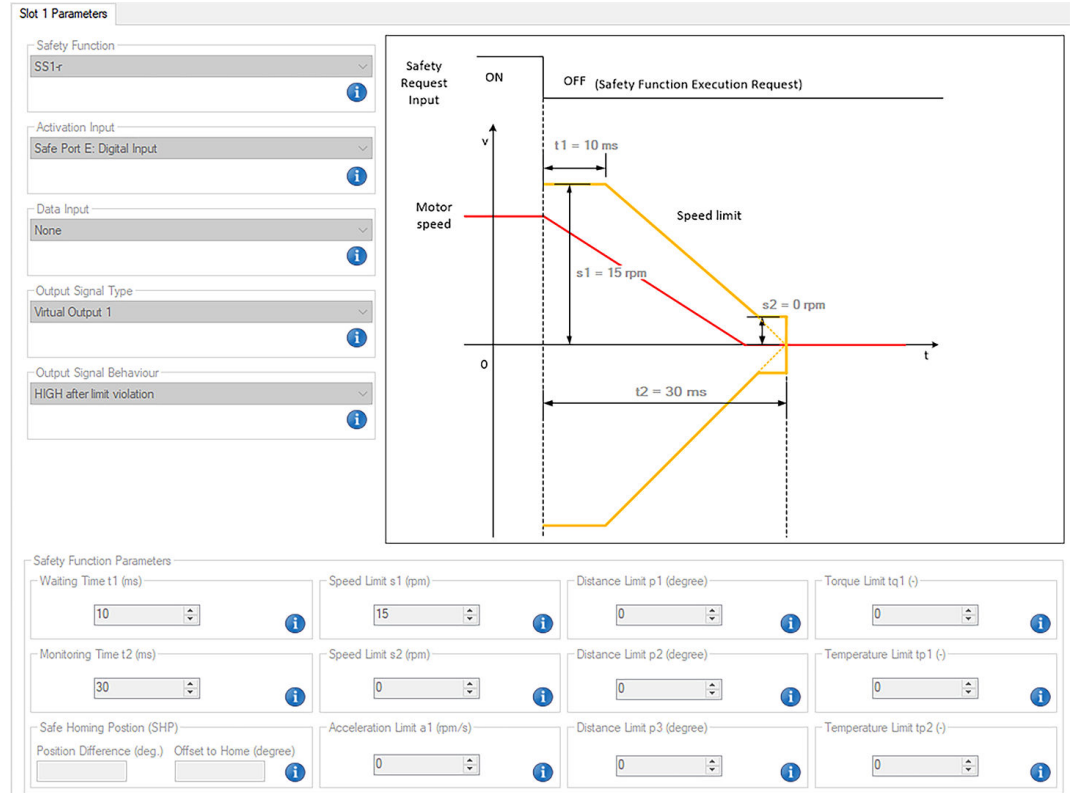 Slot 1 Parameters
Safety Function
SS1-r
Activation Input
Safe Port E: Digital Input
Data Input
None
Output Signal Type
Virtual Output 1
Output Signal Behaviour
HIGH after limit violation
Safety
Request
Input
ON
OFF (Safety Function Execution Request)
v
t1 = 10 ms
Motor
speed
Speed limit
s1 = 15 rpm
s2 = 0 rpm
0
t
t2 = 30 ms
Safety Function Parameters
Waiting Time t1 (ms)
10
Speed Limit s1 (rpm)
15
Distance Limit p1 (degree)
0
Torque Limit tq1 (-)
0
Monitoring Time t2 (ms)
30
Speed Limit s2 (rpm)
0
Distance Limit p2 (degree)
0
Temperature Limit tp1 (-)
0
Safe Homing Postion (SHP)
Position Difference (deg.) Offset to Home (degree)
Acceleration Limit a1 (rpm/s)
0
Distance Limit p3 (degree)
0
Temperature Limit tp2 (-)
0